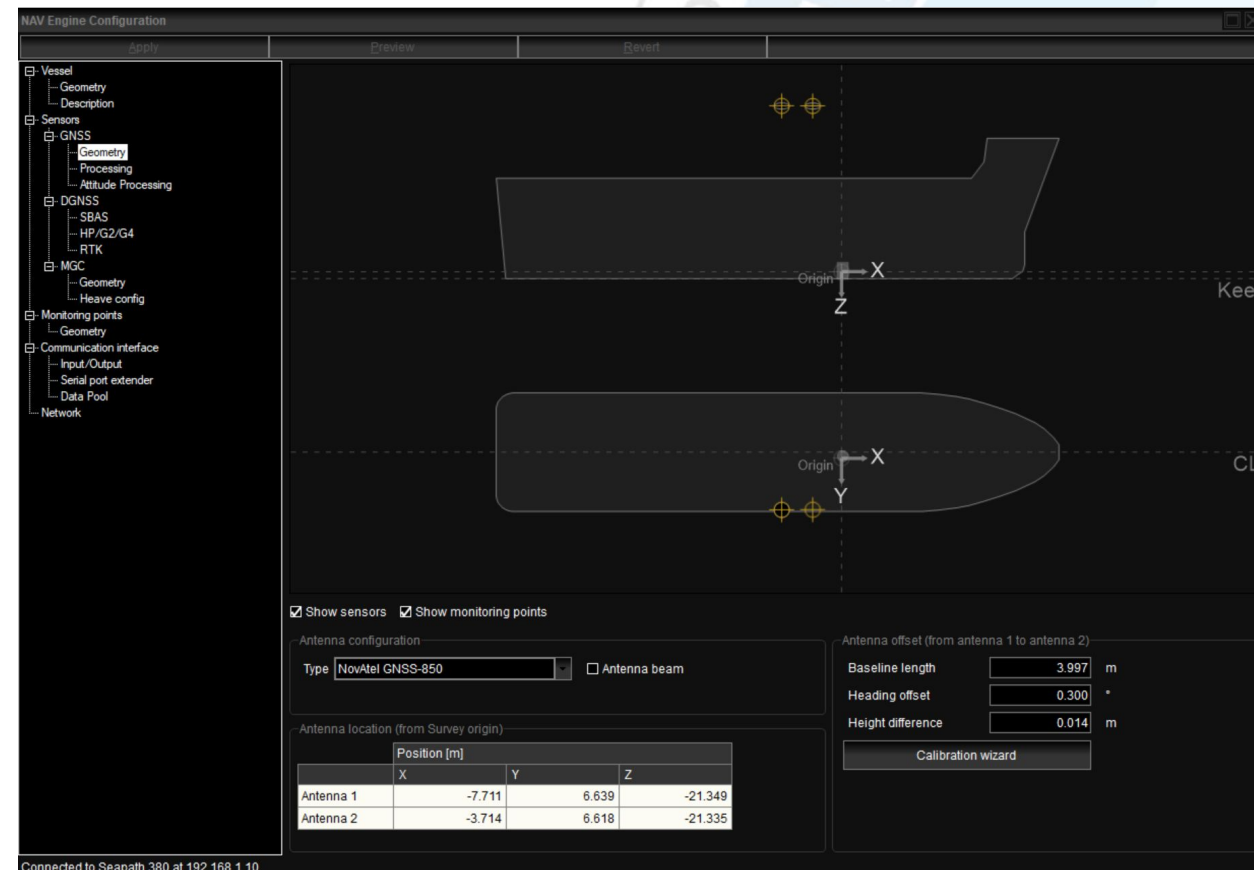 NAV Engine Configuration
Apply Preview Revert
Vessel
Geometry
Description
Sensors
GNSS
Geometry
Processing
Attitude Processing
DGNSS
SBAS
HP/G2/G4
RTK
MGC
Geometry
Heave config
Monitoring points
Geometry
Communication interface
Input/Output
Serial port extender
Data Pool
Network
Origin X
Z
Kee
Origin X
Y
CL
Show sensors Show monitoring points
Antenna configuration
Type NovAtel GNSS-850 Antenna beam
Antenna location (from Survey origin)
Position [m]
X Y Z
Antenna 1 -7.711 6.639 -21.349
Antenna 2 -3.714 6.618 -21.335
Antenna offset (from antenna 1 to antenna 2)
Baseline length 3.997 m
Heading offset 0.300 °
Height difference 0.014 m
Calibration wizard
Connected to Seapath 380 at 192.168.1.10